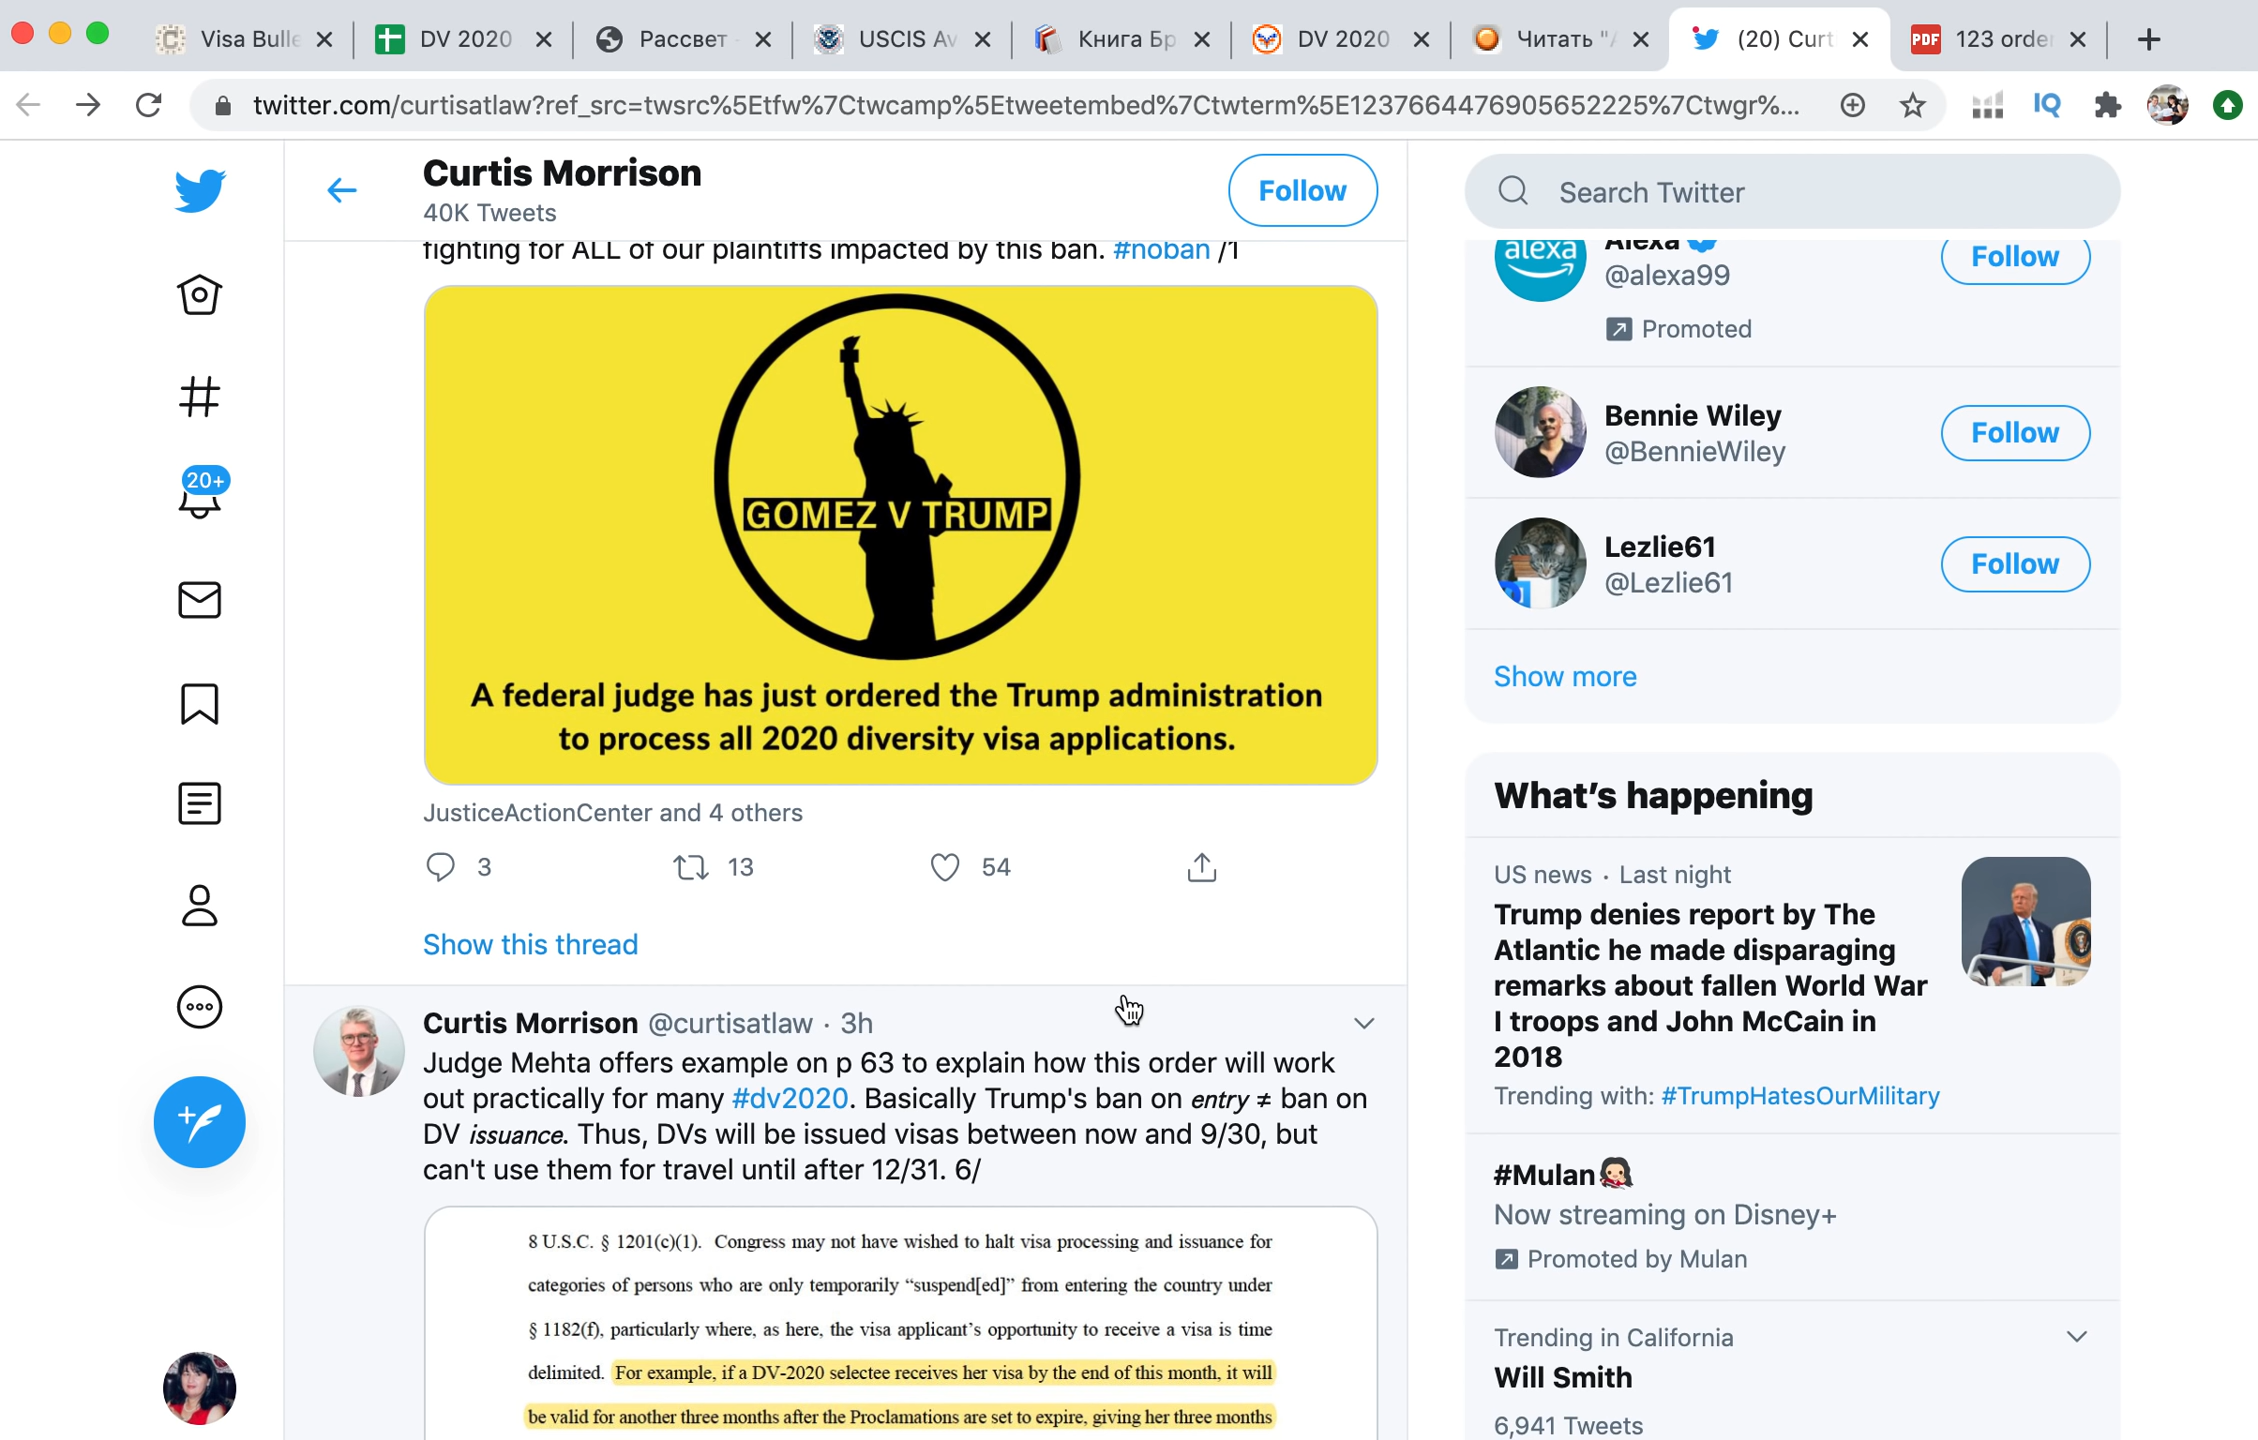 Visa Bulle
DV 2020
Рассвет -
USCIS Av
Книга Бр
DV 2020
Читать "
(20) Curt
PDF
123 orde
twitter.com/curtisatlaw?ref_src=twsrc%5Etfw%7Ctwcamp%5Etweetembed%7Ctwterm%5E1237664476905652225%7Ctwgr%...
IQ
Curtis Morrison
40K Tweets
Follow
fighting for ALL of our plaintiffs impacted by this ban. #noban /1
GOMEZ V TRUMP
A federal judge has just ordered the Trump administration
to process all 2020 diversity visa applications.
JusticeActionCenter and 4 others
3
13
54
Show this thread
Curtis Morrison @curtisatlaw · 3h
Judge Mehta offers example on p 63 to explain how this order will work
out practically for many #dv2020. Basically Trump's ban on entry ≠ ban on
DV issuance. Thus, DVs will be issued visas between now and 9/30, but
can't use them for travel until after 12/31. 6/
8 U.S.C. § 1201(c)(1). Congress may not have wished to halt visa processing and issuance for
categories of persons who are only temporarily “suspend[ed]” from entering the country under
§ 1182(f), particularly where, as here, the visa applicant’s opportunity to receive a visa is time
delimited. For example, if a DV-2020 selectee receives her visa by the end of this month, it will
be valid for another three months after the Proclamations are set to expire, giving her three months
20+
Search Twitter
alexa
Alexa
@alexa99
Follow
Promoted
Bennie Wiley
@BennieWiley
Follow
Lezlie61
@Lezlie61
Follow
Show more
What’s happening
US news · Last night
Trump denies report by The
Atlantic he made disparaging
remarks about fallen World War
I troops and John McCain in
2018
Trending with: #TrumpHatesOurMilitary
#Mulan
Now streaming on Disney+
Promoted by Mulan
Trending in California
Will Smith
6,941 Tweets